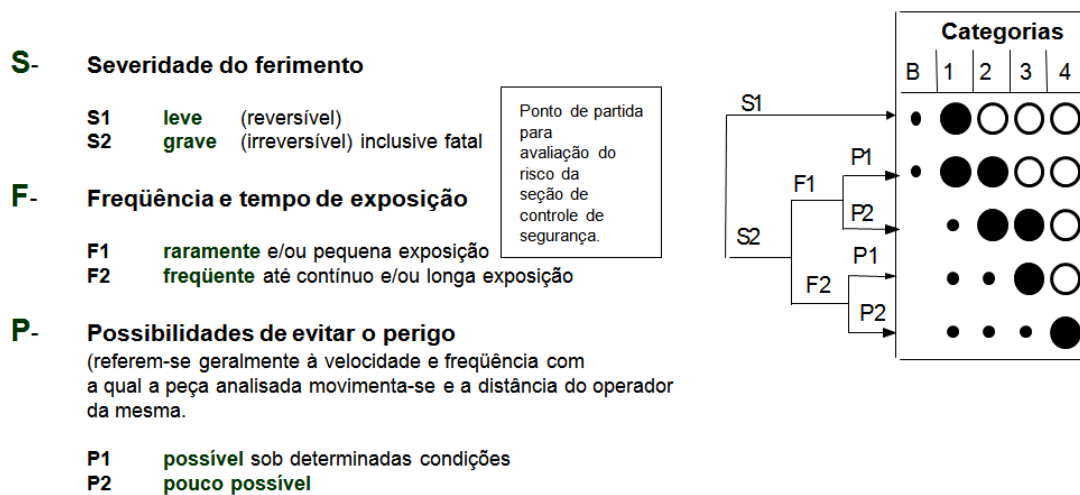 S- Severidade do ferimento
S1 leve (reversível)
S2 grave (irreversível) inclusive fatal
F- Freqüência e tempo de exposição
F1 raramente e/ou pequena exposição
F2 freqüente até contínuo e/ou longa exposição
P- Possibilidades de evitar o perigo
(referem-se geralmente à velocidade e freqüência com
a qual a peça analisada movimenta-se e a distância do operador
da mesma.
P1 possível sob determinadas condições
P2 pouco possível
Ponto de partida
para
avaliação do
risco da
seção de
controle de
segurança.
Categorias
B 1 2 3 4
S1
P1
F1
P2
S2
P1
F2
P2